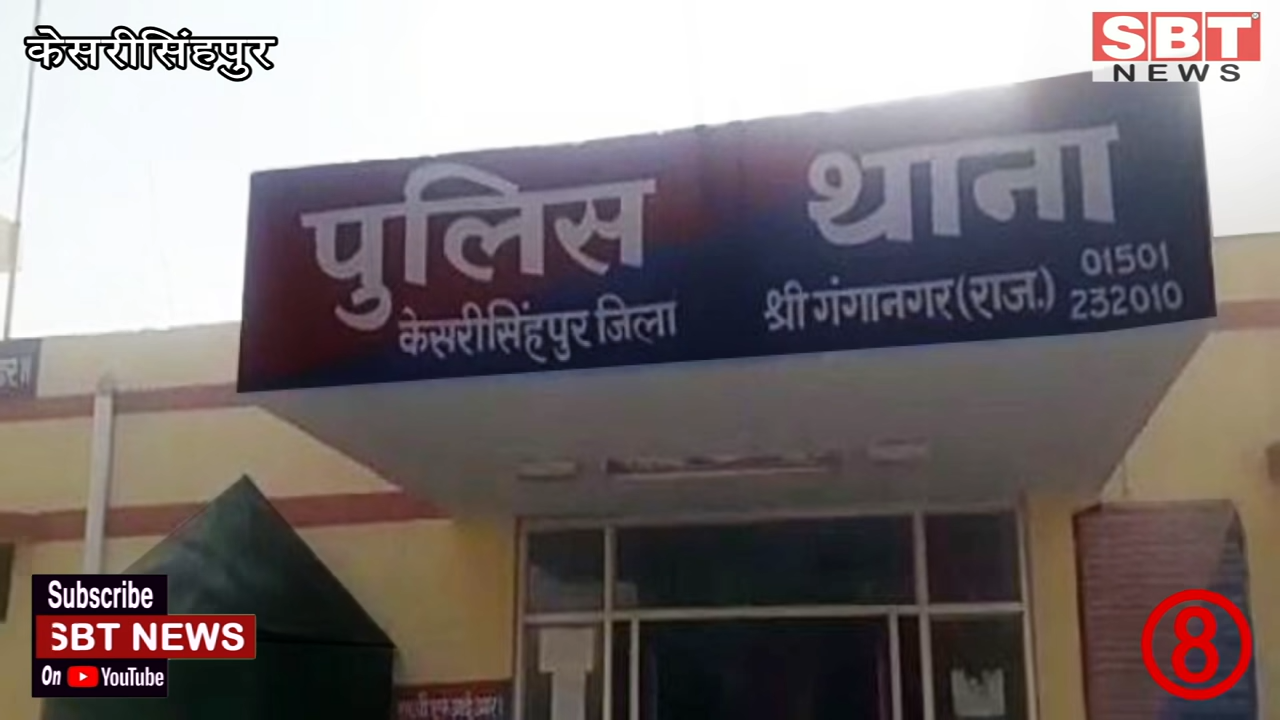 केसरीसिंहपुर
SBT
NEWS
पुलिस थाना
केसरीसिंहपुर जिला श्री गंगानगर (राज.)
01501
232010
Subscribe
SBT NEWS
On YouTube
8